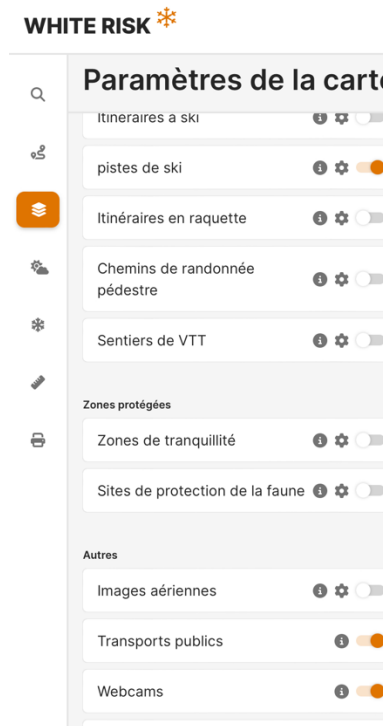 WHITE RISK
Paramètres de la carte
Itinéraires à ski
pistes de ski
Itinéraires en raquette
Chemins de randonnée
pédestre
Sentiers de VTT
Zones protégées
Zones de tranquillité
Sites de protection de la faune
Autres
Images aériennes
Transports publics
Webcams